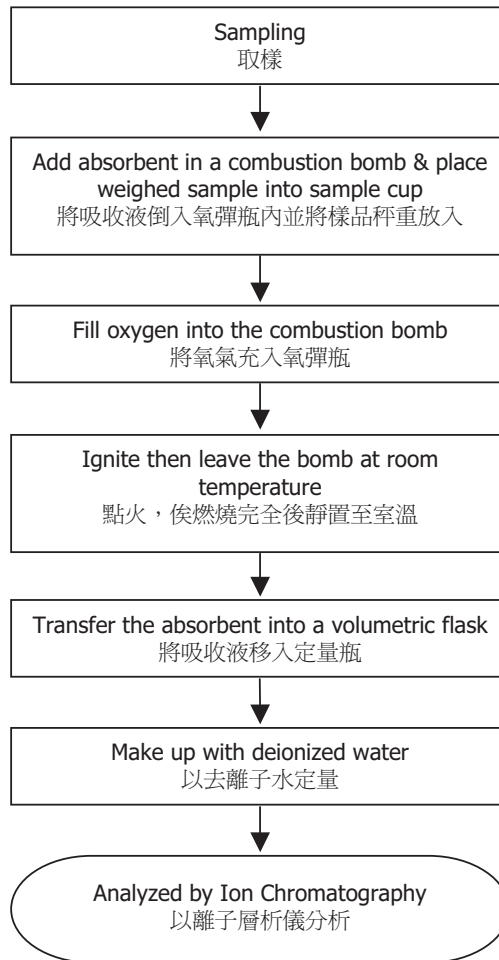 Sampling
取樣
Add absorbent in a combustion bomb & place
weighed sample into sample cup
將吸收液倒入氧彈瓶內並將樣品秤重放入
Fill oxygen into the combustion bomb
將氧氣充入氧彈瓶
Ignite then leave the bomb at room
temperature
點火，俟燃燒完全後靜置至室溫
Transfer the absorbent into a volumetric flask
將吸收液移入定量瓶
Make up with deionized water
以去離子水定量
Analyzed by Ion Chromatography
以離子層析儀分析